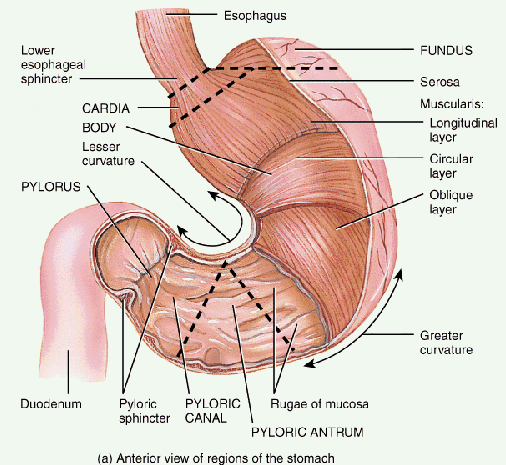 Esophagus
Lower
esophageal
sphincter
FUNDUS
Serosa
CARDIA
Muscularis:
BODY
Longitudinal
layer
Lesser
curvature
Circular
layer
PYLORUS
Oblique
layer
Greater
curvature
Duodenum
Pyloric
sphincter
PYLORIC
CANAL
Rugae of mucosa
PYLORIC ANTRUM
(a) Anterior view of regions of the stomach